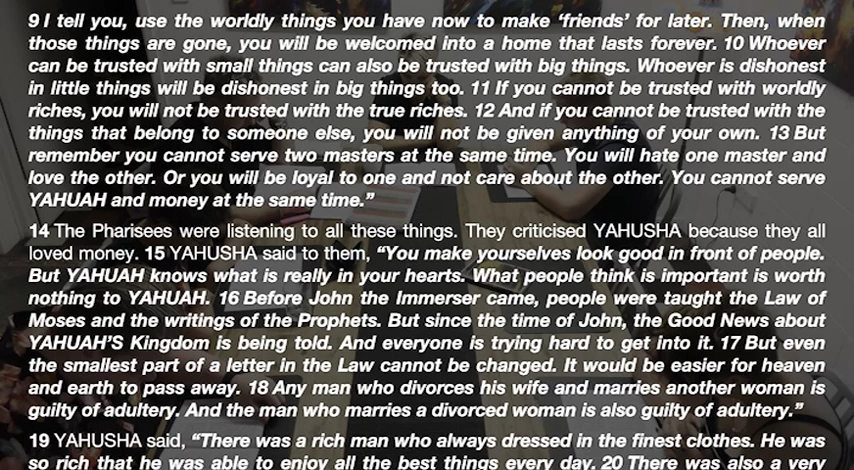 9 I tell you, use the worldly things you have now to make ‘friends’ for later. Then, when
those things are gone, you will be welcomed into a home that lasts forever. 10 Whoever
can be trusted with small things can also be trusted with big things. Whoever is dishonest
in little things will be dishonest in big things too. 11 If you cannot be trusted with worldly
riches, you will not be trusted with the true riches. 12 And if you cannot be trusted with the
things that belong to someone else, you will not be given anything of your own. 13 But
remember you cannot serve two masters at the same time. You will hate one master and
love the other. Or you will be loyal to one and not care about the other. You cannot serve
YAHUAH and money at the same time.”
14 The Pharisees were listening to all these things. They criticised YAHUSHA because they all
loved money. 15 YAHUSHA said to them, “You make yourselves look good in front of people.
But YAHUAH knows what is really in your hearts. What people think is important is worth
nothing to YAHUAH. 16 Before John the Immerser came, people were taught the Law of
Moses and the writings of the Prophets. But since the time of John, the Good News about
YAHUAH’S Kingdom is being told. And everyone is trying hard to get into it. 17 But even
the smallest part of a letter in the Law cannot be changed. It would be easier for heaven
and earth to pass away. 18 Any man who divorces his wife and marries another woman is
guilty of adultery. And the man who marries a divorced woman is also guilty of adultery.”
19 YAHUSHA said, “There was a rich man who always dressed in the finest clothes. He was
so rich that he was able to enjoy all the best things every day. 20 There was also a very